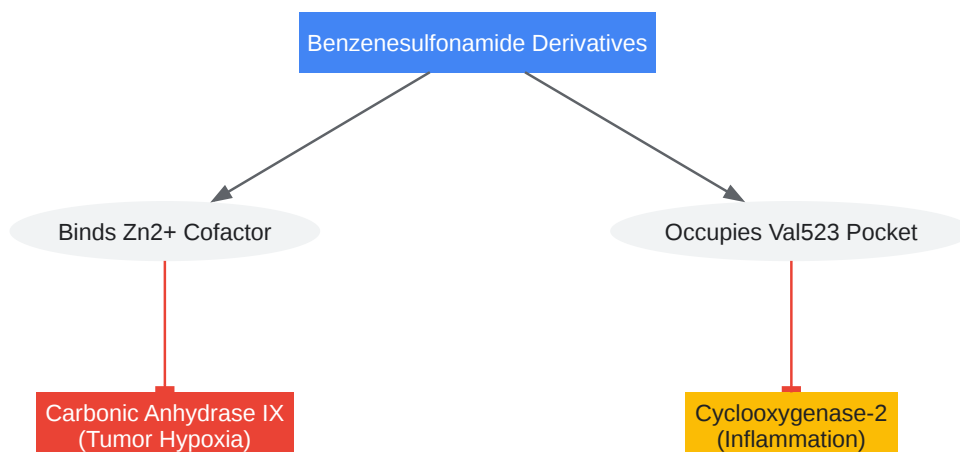 Benzenesulfonamide Derivatives
Binds Zn2+ Cofactor
Occupies Val523 Pocket
Carbonic Anhydrase IX
(Tumor Hypoxia)
Cyclooxygenase-2
(Inflammation)